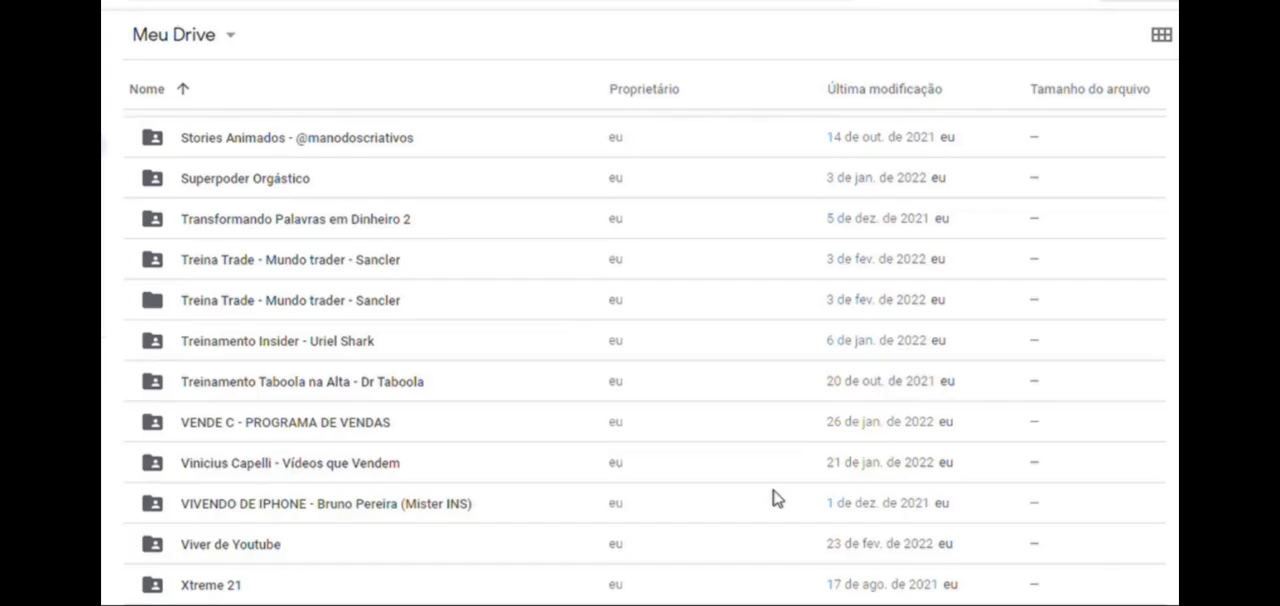 Meu Drive
Nome Proprietário Última modificação Tamanho do arquivo
Stories Animados - @manodoscriativos eu 14 de out. de 2021 eu –
Superpoder Orgástico eu 3 de jan. de 2022 eu –
Transformando Palavras em Dinheiro 2 eu 5 de dez. de 2021 eu –
Treina Trade - Mundo trader - Sancler eu 3 de fev. de 2022 eu –
Treina Trade - Mundo trader - Sancler eu 3 de fev. de 2022 eu –
Treinamento Insider - Uriel Shark eu 6 de jan. de 2022 eu –
Treinamento Taboola na Alta - Dr Taboola eu 20 de out. de 2021 eu –
VENDE C - PROGRAMA DE VENDAS eu 26 de jan. de 2022 eu –
Vinicius Capelli - Vídeos que Vendem eu 21 de jan. de 2022 eu –
VIVENDO DE IPHONE - Bruno Pereira (Mister INS) eu 1 de dez. de 2021 eu –
Viver de Youtube eu 23 de fev. de 2022 eu –
Xtreme 21 eu 17 de ago. de 2021 eu –